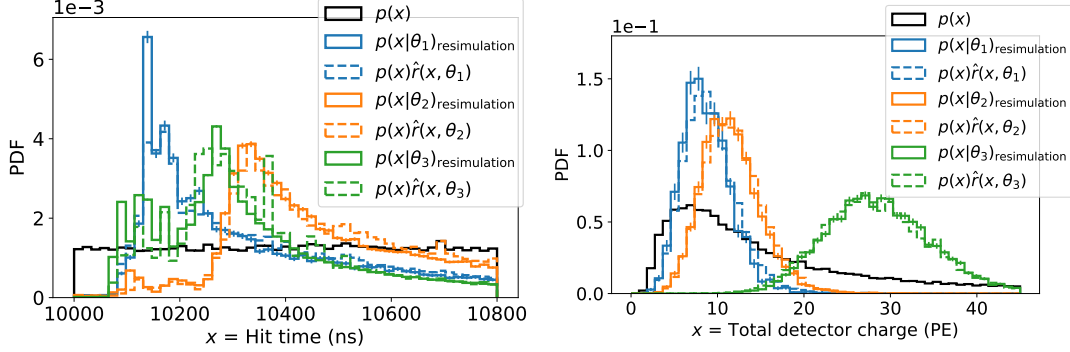 1e−3
PDF
6
4
2
0
10000
10200
10400
10600
10800
x = Hit time (ns)
p(x)
p(x|θ₁)resimulation
p(x)r̂(x, θ₁)
p(x|θ₂)resimulation
p(x)r̂(x, θ₂)
p(x|θ₃)resimulation
p(x)r̂(x, θ₃)
1e−1
PDF
1.5
1.0
0.5
0.0
0
10
20
30
40
x = Total detector charge (PE)
p(x)
p(x|θ₁)resimulation
p(x)r̂(x, θ₁)
p(x|θ₂)resimulation
p(x)r̂(x, θ₂)
p(x|θ₃)resimulation
p(x)r̂(x, θ₃)